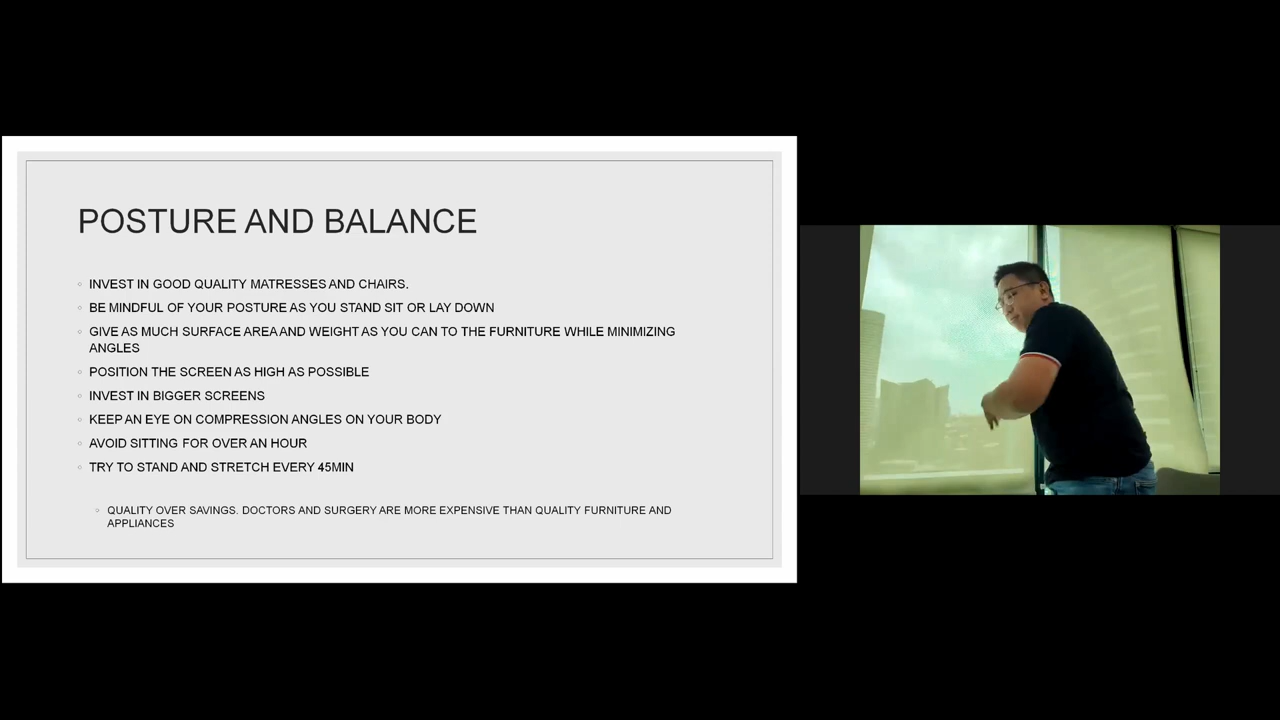 POSTURE AND BALANCE
INVEST IN GOOD QUALITY MATRESSES AND CHAIRS.
BE MINDFUL OF YOUR POSTURE AS YOU STAND SIT OR LAY DOWN
GIVE AS MUCH SURFACE AREA AND WEIGHT AS YOU CAN TO THE FURNITURE WHILE MINIMIZING
ANGLES
POSITION THE SCREEN AS HIGH AS POSSIBLE
INVEST IN BIGGER SCREENS
KEEP AN EYE ON COMPRESSION ANGLES ON YOUR BODY
AVOID SITTING FOR OVER AN HOUR
TRY TO STAND AND STRETCH EVERY 45MIN
QUALITY OVER SAVINGS. DOCTORS AND SURGERY ARE MORE EXPENSIVE THAN QUALITY FURNITURE AND
APPLIANCES